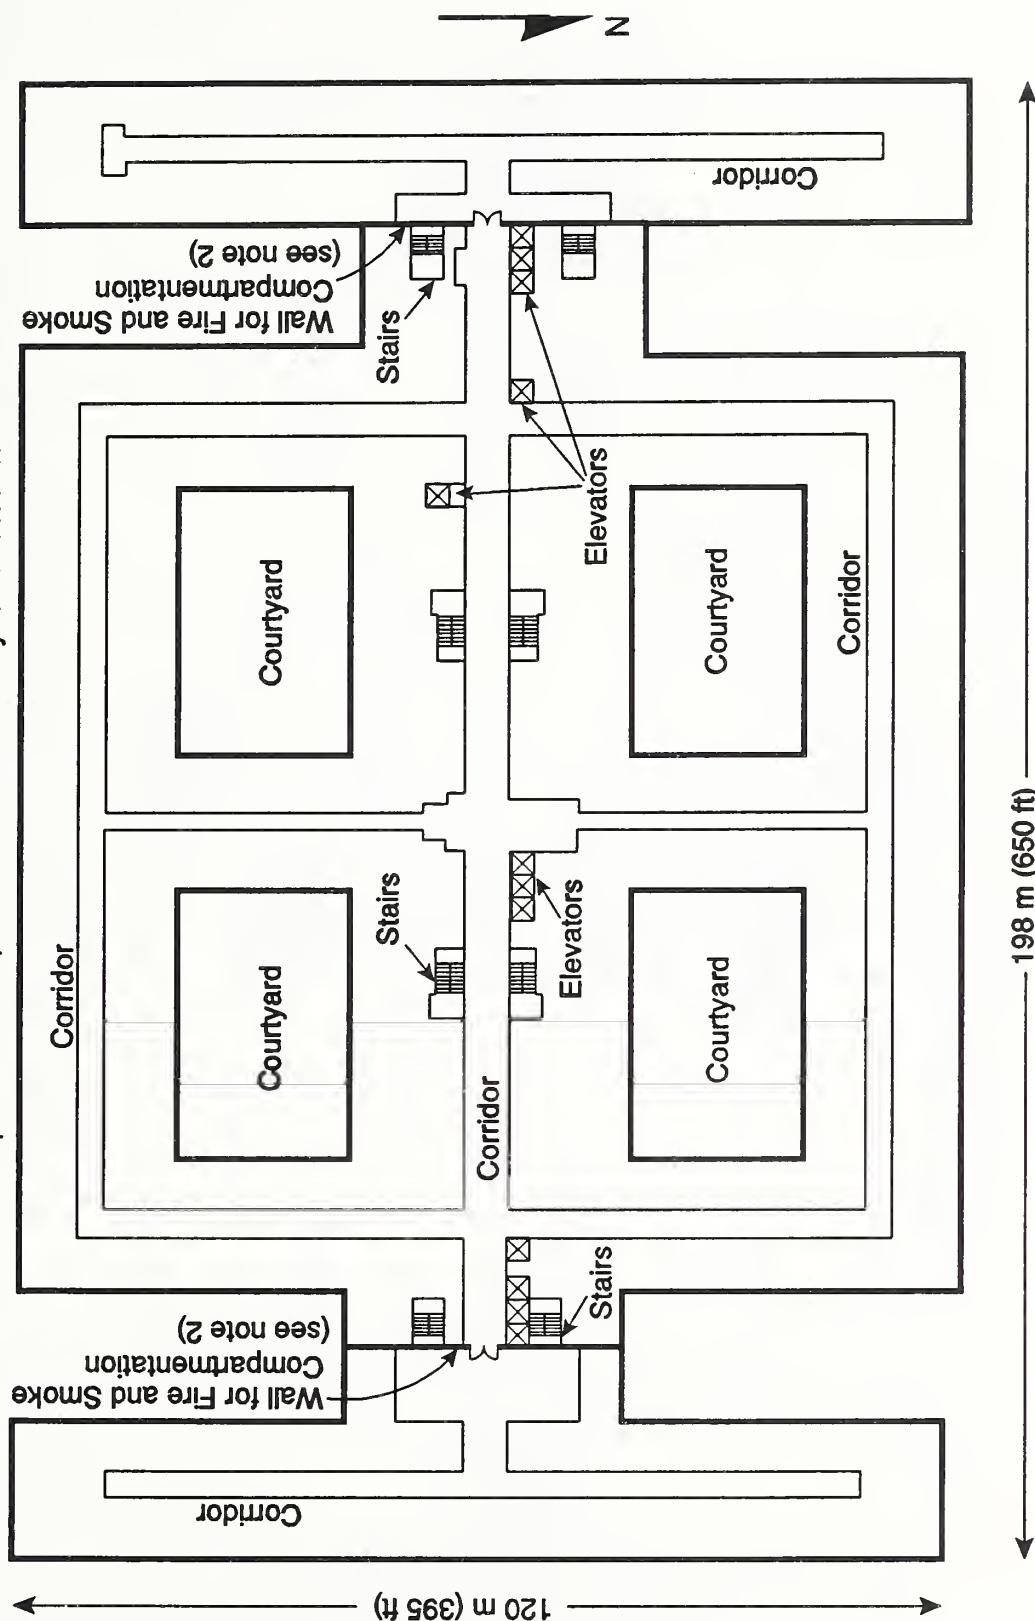 N
Corridor
Wall for Fire and Smoke
Compartmentation
(see note 2)
Stairs
Elevators
Courtyard
Courtyard
Corridor
Corridor
Stairs
Elevators
Courtyard
Courtyard
Corridor
Stairs
Wall for Fire and Smoke
Compartmentation
(see note 2)
Corridor
198 m (650 ft)
120 m (395 ft)